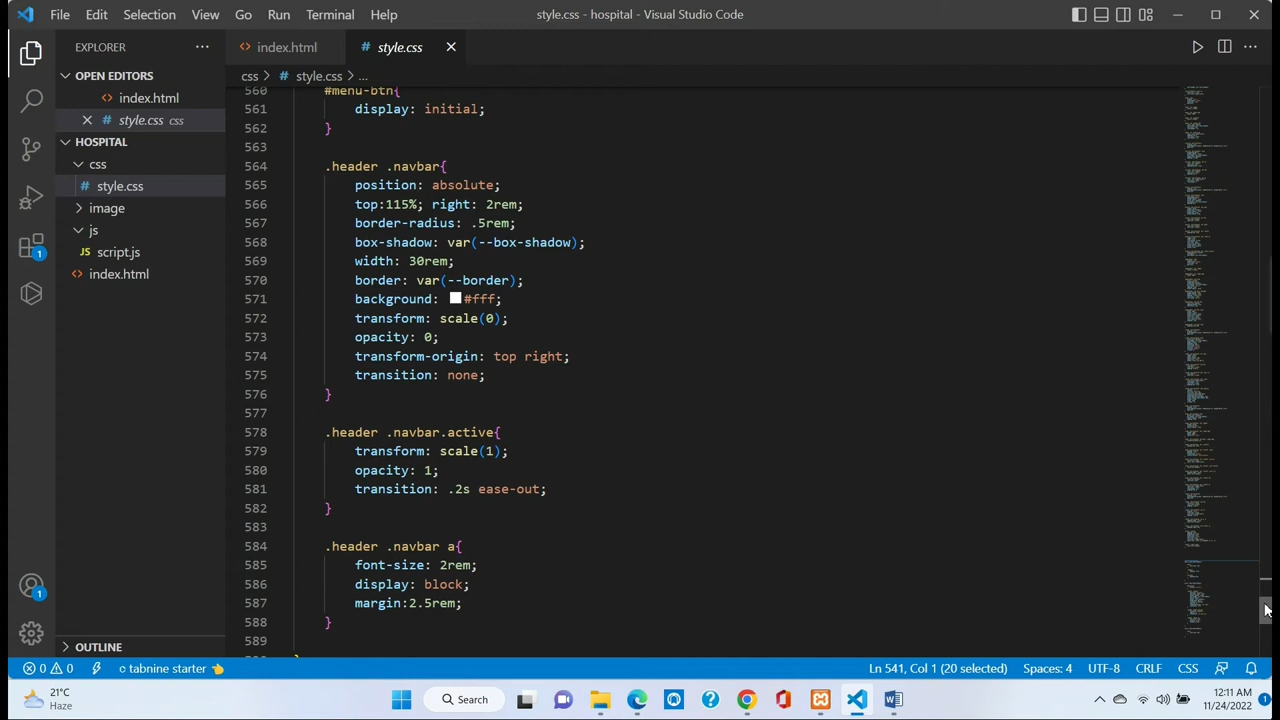 File Edit Selection View Go Run Terminal Help
style.css - hospital - Visual Studio Code
EXPLORER
index.html
style.css
OPEN EDITORS
index.html
style.css css
HOSPITAL
css
style.css
image
js
script.js
index.html
OUTLINE
css > style.css > ...
#menu-btn{
561 display: initial;
562 }
563
564 .header .navbar{
565 position: absolute;
566 top:115%; right: 2rem;
567 border-radius: .5rem;
568 box-shadow: var(--box-shadow);
569 width: 30rem;
570 border: var(--border);
571 background: #fff;
572 transform: scale(0);
573 opacity: 0;
574 transform-origin: top right;
575 transition: none;
576 }
577
578 .header .navbar.active{
579 transform: scale(1);
580 opacity: 1;
581 transition: .2s ease-out;
582 }
583
584 .header .navbar a{
585 font-size: 2rem;
586 display: block;
587 margin:2.5rem;
588 }
589
1
1
0 0 tabnine starter
Ln 541, Col 1 (20 selected) Spaces: 4 UTF-8 CRLF CSS
21°C
Haze
Search
12:11 AM
11/24/2022
1